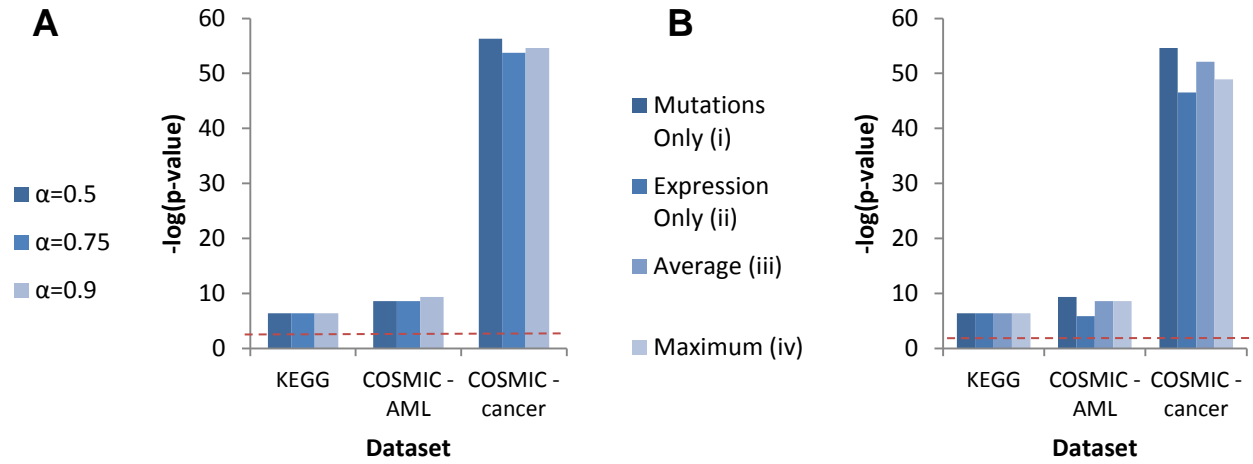 A
-log(p-value)
60
50
40
30
20
10
0
α=0.5
α=0.75
α=0.9
KEGG
COSMIC -
AML
COSMIC -
cancer
Dataset
B
Mutations
Only (i)
Expression
Only (ii)
Average (iii)
Maximum (iv)
-log(p-value)
60
50
40
30
20
10
0
KEGG
COSMIC -
AML
COSMIC -
cancer
Dataset